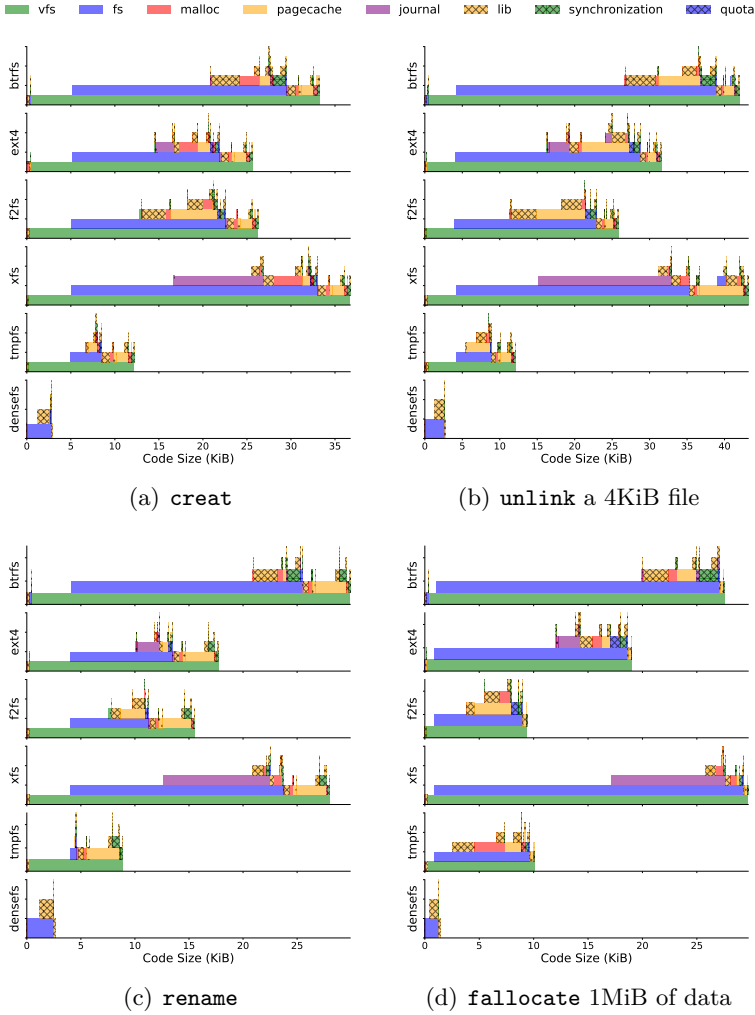 vfs fs malloc pagecache journal lib synchronization quota
btrfs
ext4
f2fs
xfs
tmpfs
densefs
0 5 10 15 20 25 30 35
Code Size (KiB)
(a) creat
btrfs
ext4
f2fs
xfs
tmpfs
densefs
0 5 10 15 20 25 30 35 40
Code Size (KiB)
(b) unlink a 4KiB file
btrfs
ext4
f2fs
xfs
tmpfs
densefs
0 5 10 15 20 25
Code Size (KiB)
(c) rename
btrfs
ext4
f2fs
xfs
tmpfs
densefs
0 5 10 15 20 25
Code Size (KiB)
(d) fallocate 1MiB of data